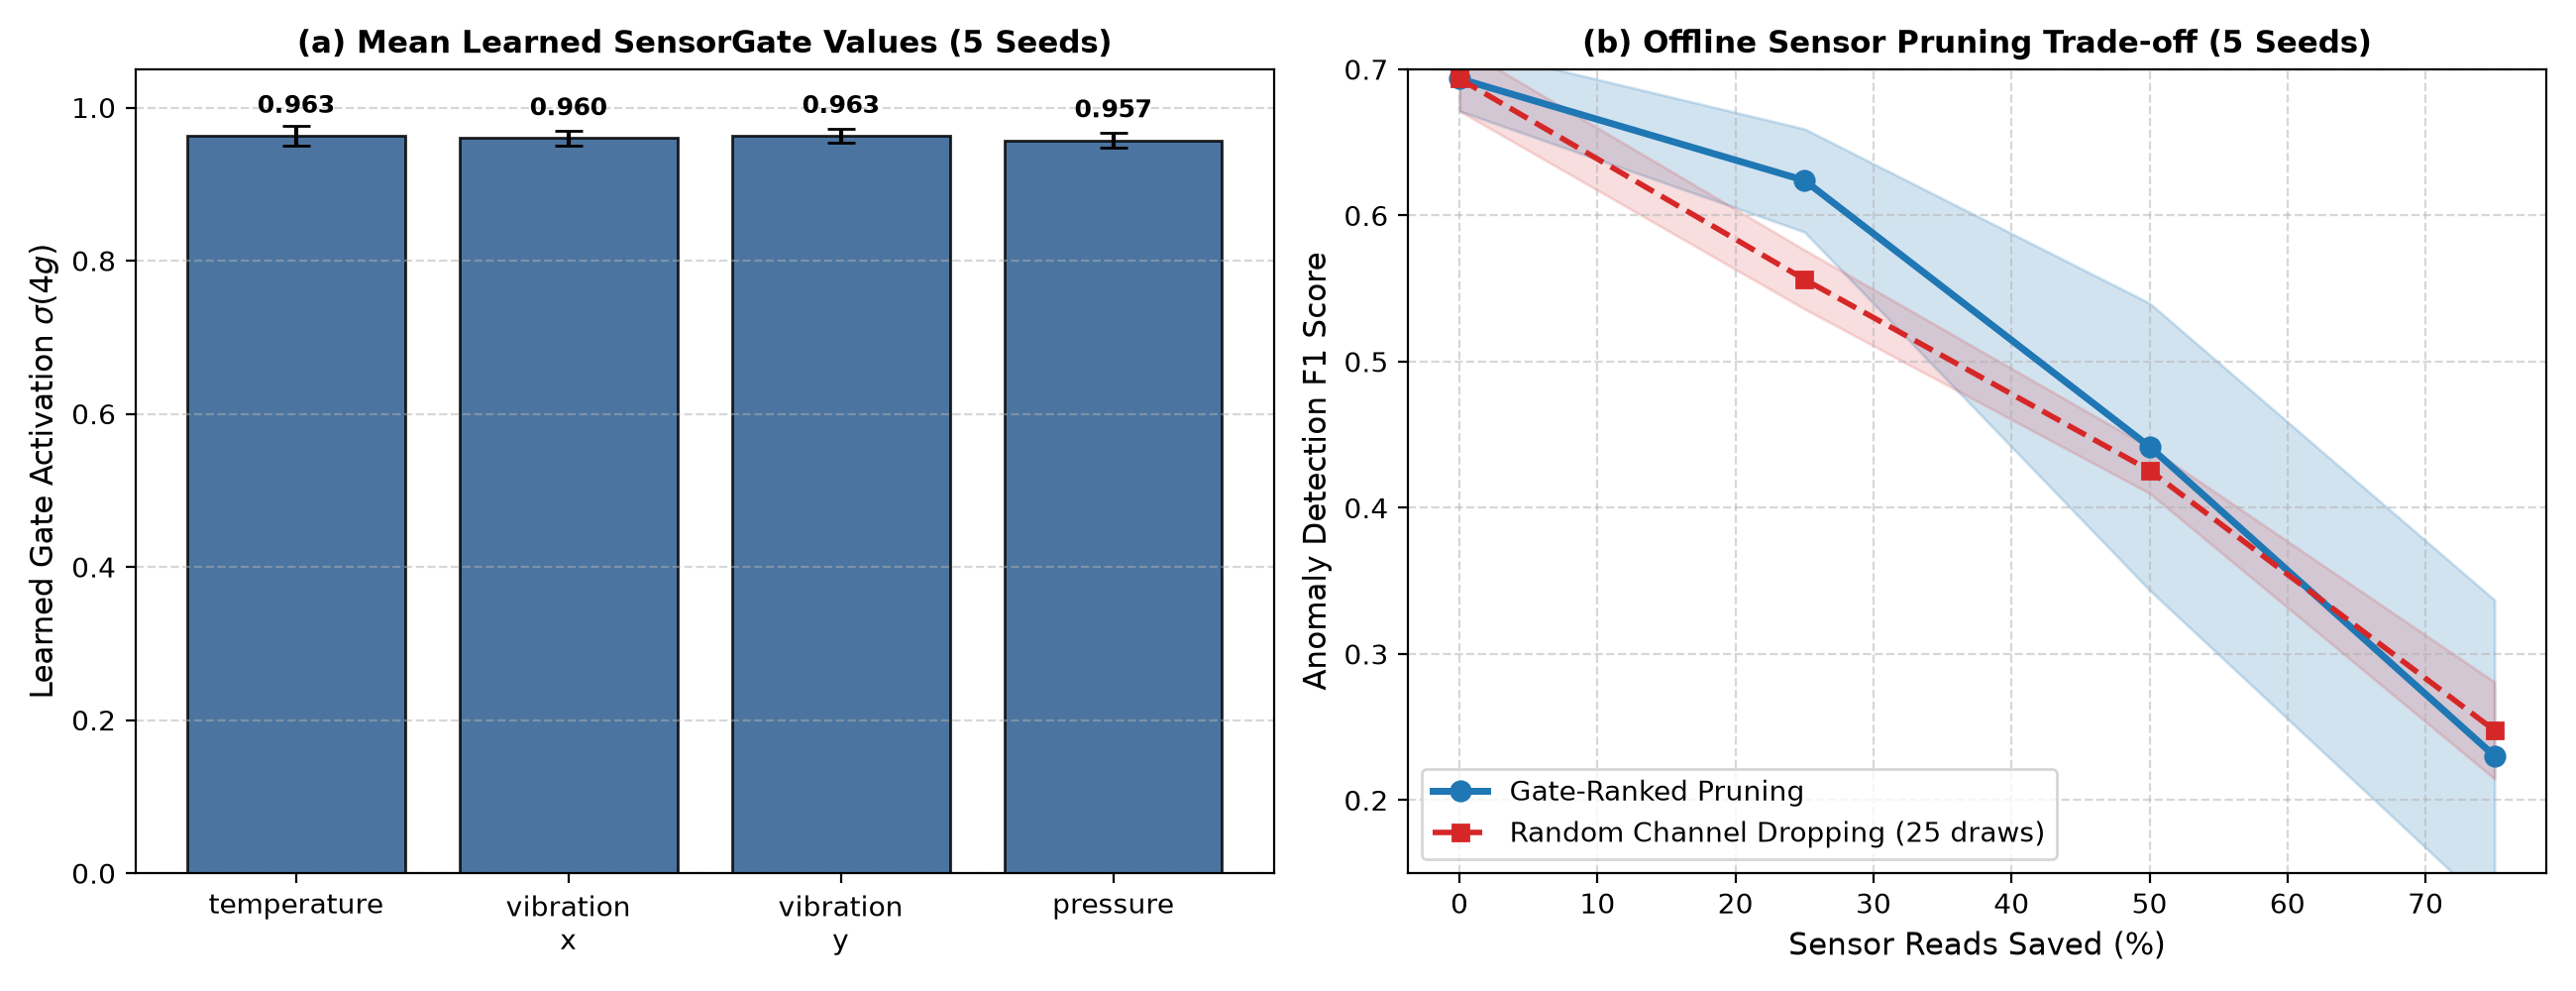 (a) Mean Learned SensorGate Values (5 Seeds)
Learned Gate Activation σ(4g)
1.0
0.8
0.6
0.4
0.2
0.0
0.963
0.960
0.963
0.957
temperature
vibration
x
vibration
y
pressure
(b) Offline Sensor Pruning Trade-off (5 Seeds)
Anomaly Detection F1 Score
0.7
0.6
0.5
0.4
0.3
0.2
Gate-Ranked Pruning
Random Channel Dropping (25 draws)
0 10 20 30 40 50 60 70
Sensor Reads Saved (%)